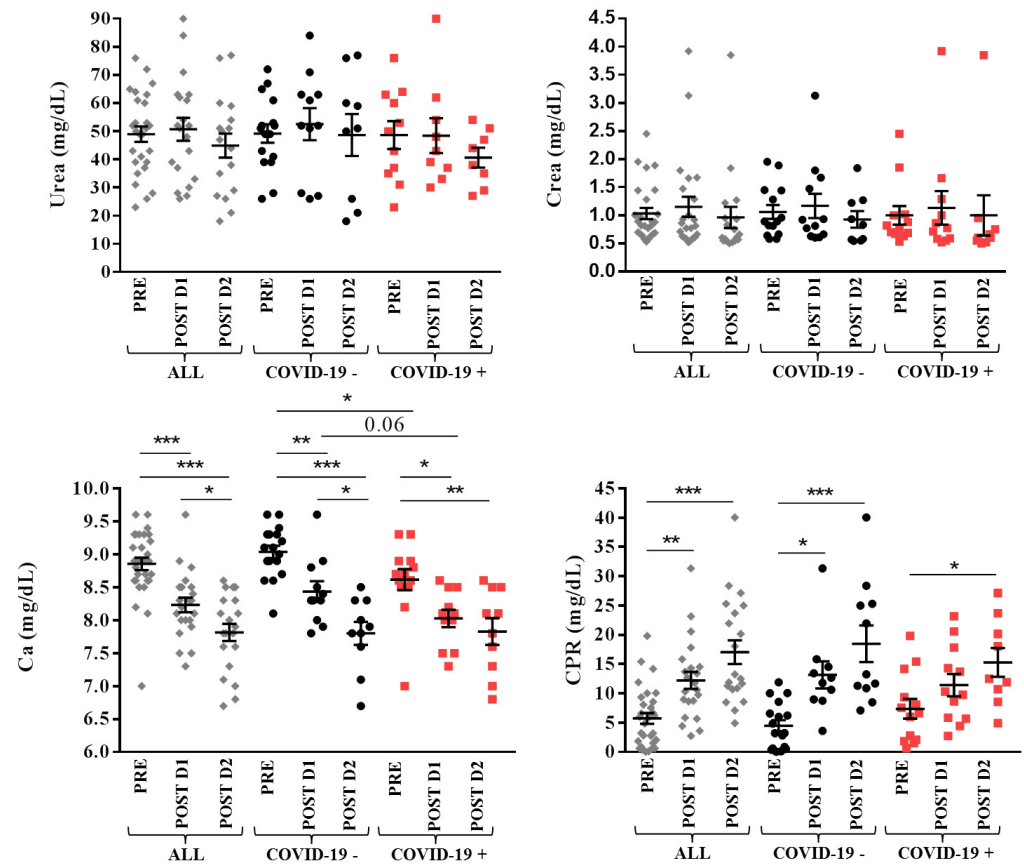 Urea (mg/dL)
90
80
70
60
50
40
30
20
10
0
PRE
POST D1
POST D2
PRE
POST D1
POST D2
PRE
POST D1
POST D2
ALL
COVID-19 -
COVID-19 +
Crea (mg/dL)
4.5
4.0
3.5
3.0
2.5
2.0
1.5
1.0
0.5
0.0
PRE
POST D1
POST D2
PRE
POST D1
POST D2
PRE
POST D1
POST D2
ALL
COVID-19 -
COVID-19 +
Ca (mg/dL)
*
0.06
***
**
***
***
*
*
*
**
10.0
9.5
9.0
8.5
8.0
7.5
7.0
6.5
6.0
PRE
POST D1
POST D2
PRE
POST D1
POST D2
PRE
POST D1
POST D2
ALL
COVID-19 -
COVID-19 +
CPR (mg/dL)
45
40
35
30
25
20
15
10
5
0
***
***
**
*
*
PRE
POST D1
POST D2
PRE
POST D1
POST D2
PRE
POST D1
POST D2
ALL
COVID-19 -
COVID-19 +